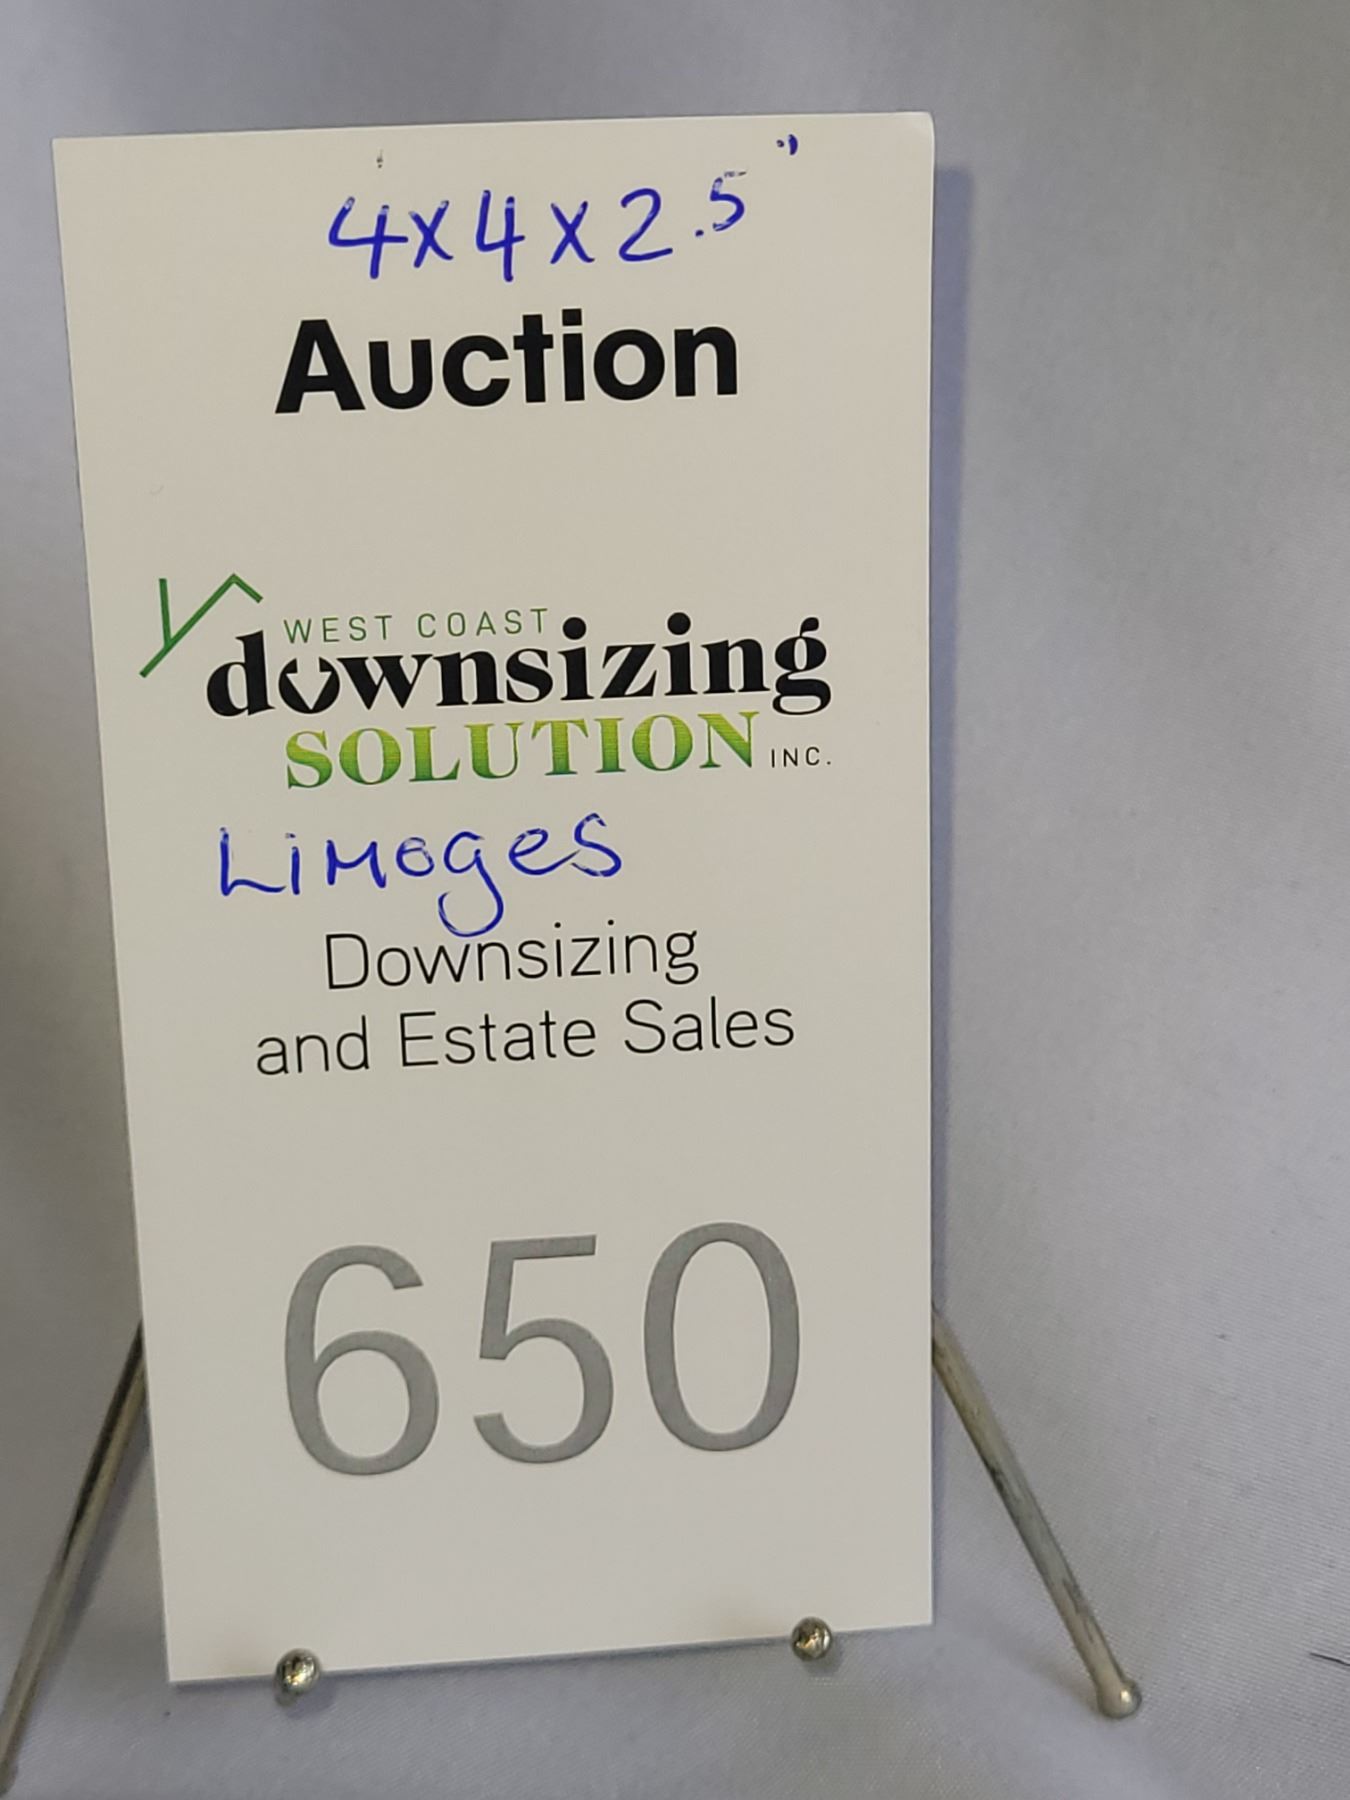 4x4x2.5"
Auction
WEST COAST
downsizing
SOLUTION INC.
Limoges
Downsizing
and Estate Sales
650